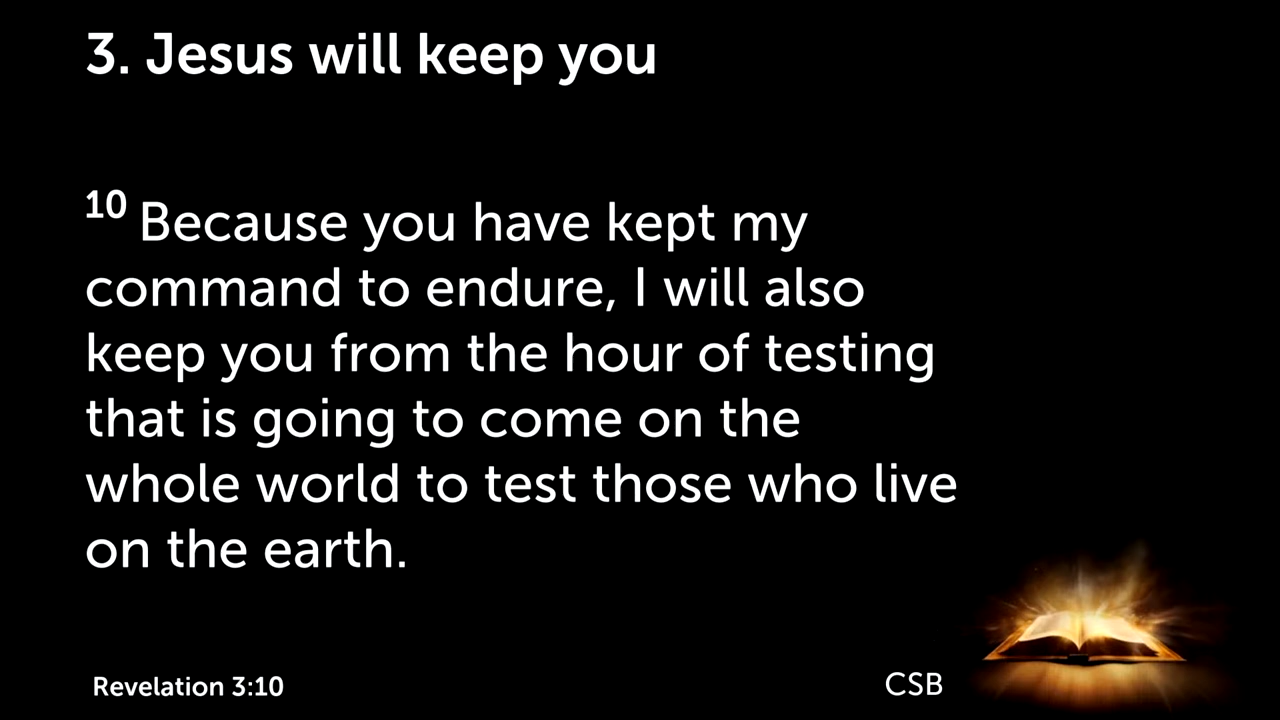 3. Jesus will keep you
10 Because you have kept my
command to endure, I will also
keep you from the hour of testing
that is going to come on the
whole world to test those who live
on the earth.
Revelation 3:10
CSB